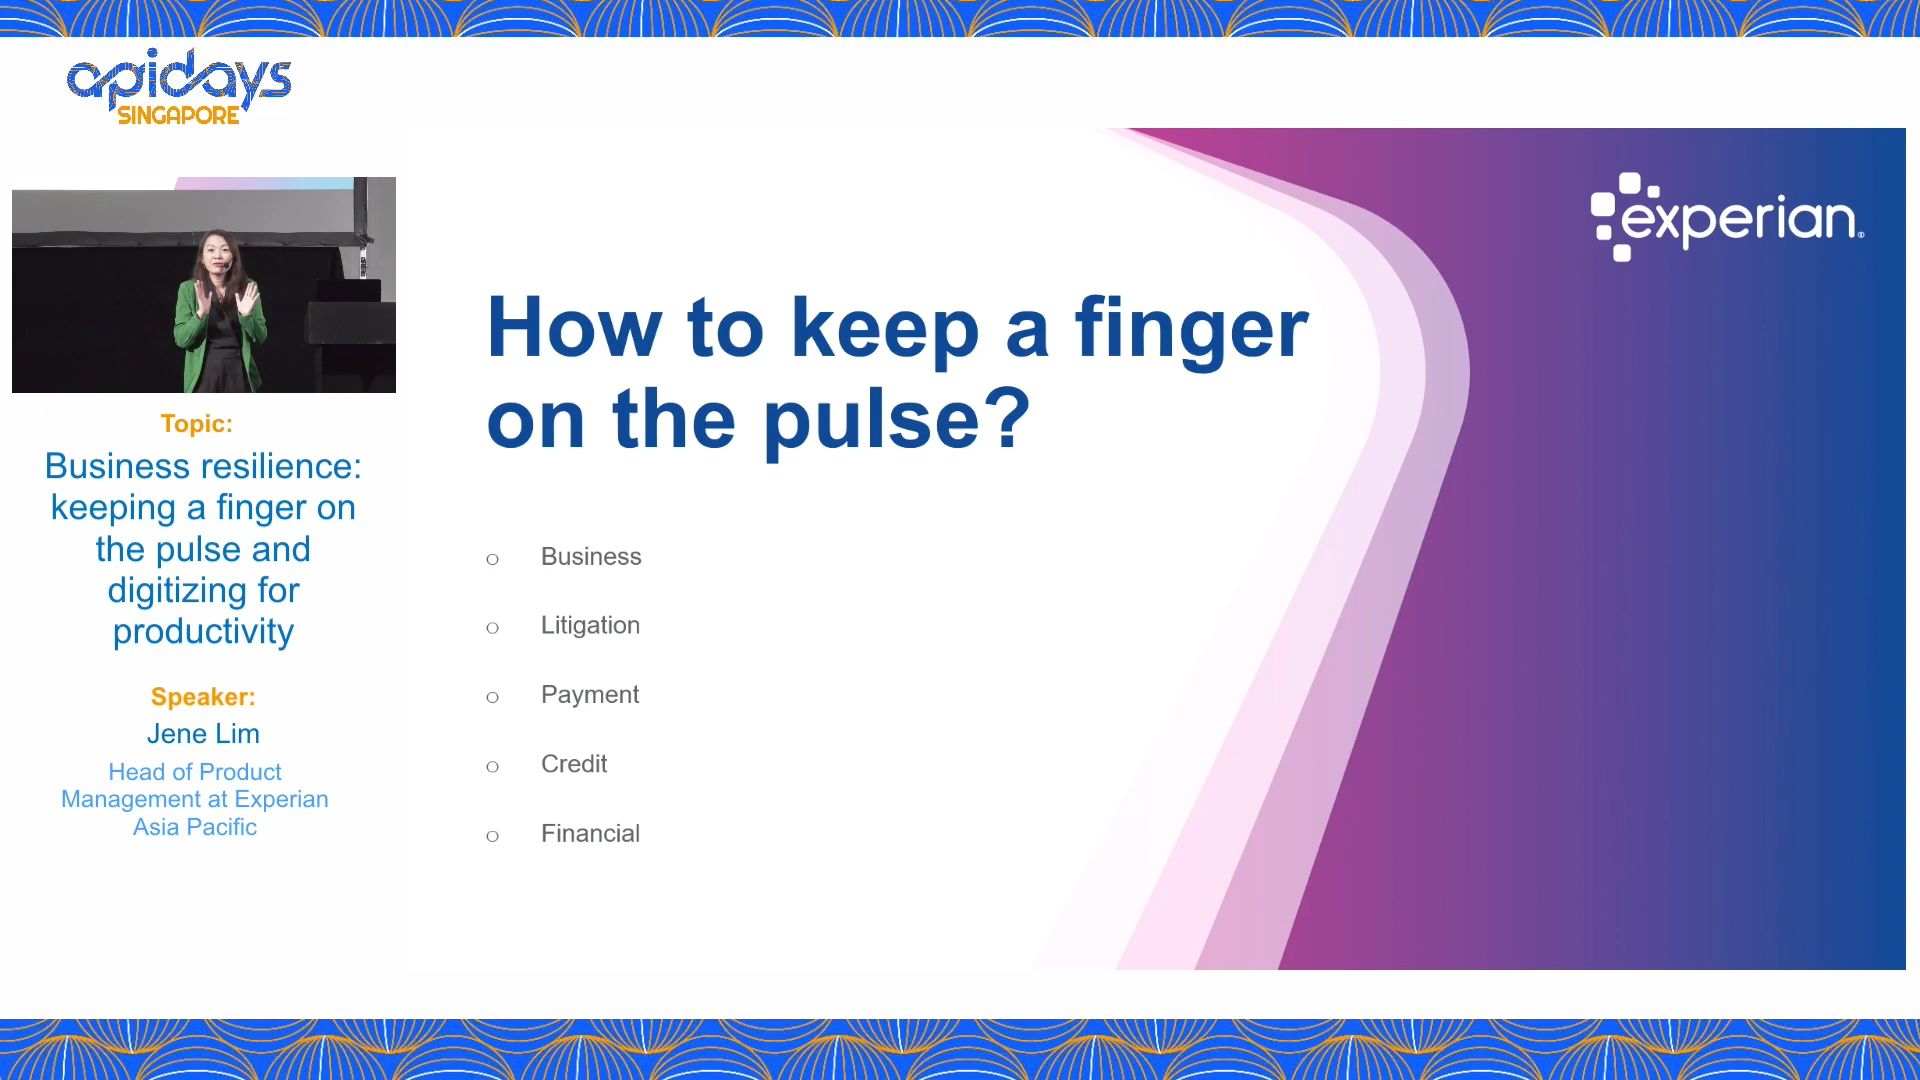 apidays
SINGAPORE
experian.
How to keep a finger
on the pulse?
o Business
o Litigation
o Payment
o Credit
o Financial
Topic:
Business resilience:
keeping a finger on
the pulse and
digitizing for
productivity
Speaker:
Jene Lim
Head of Product
Management at Experian
Asia Pacific